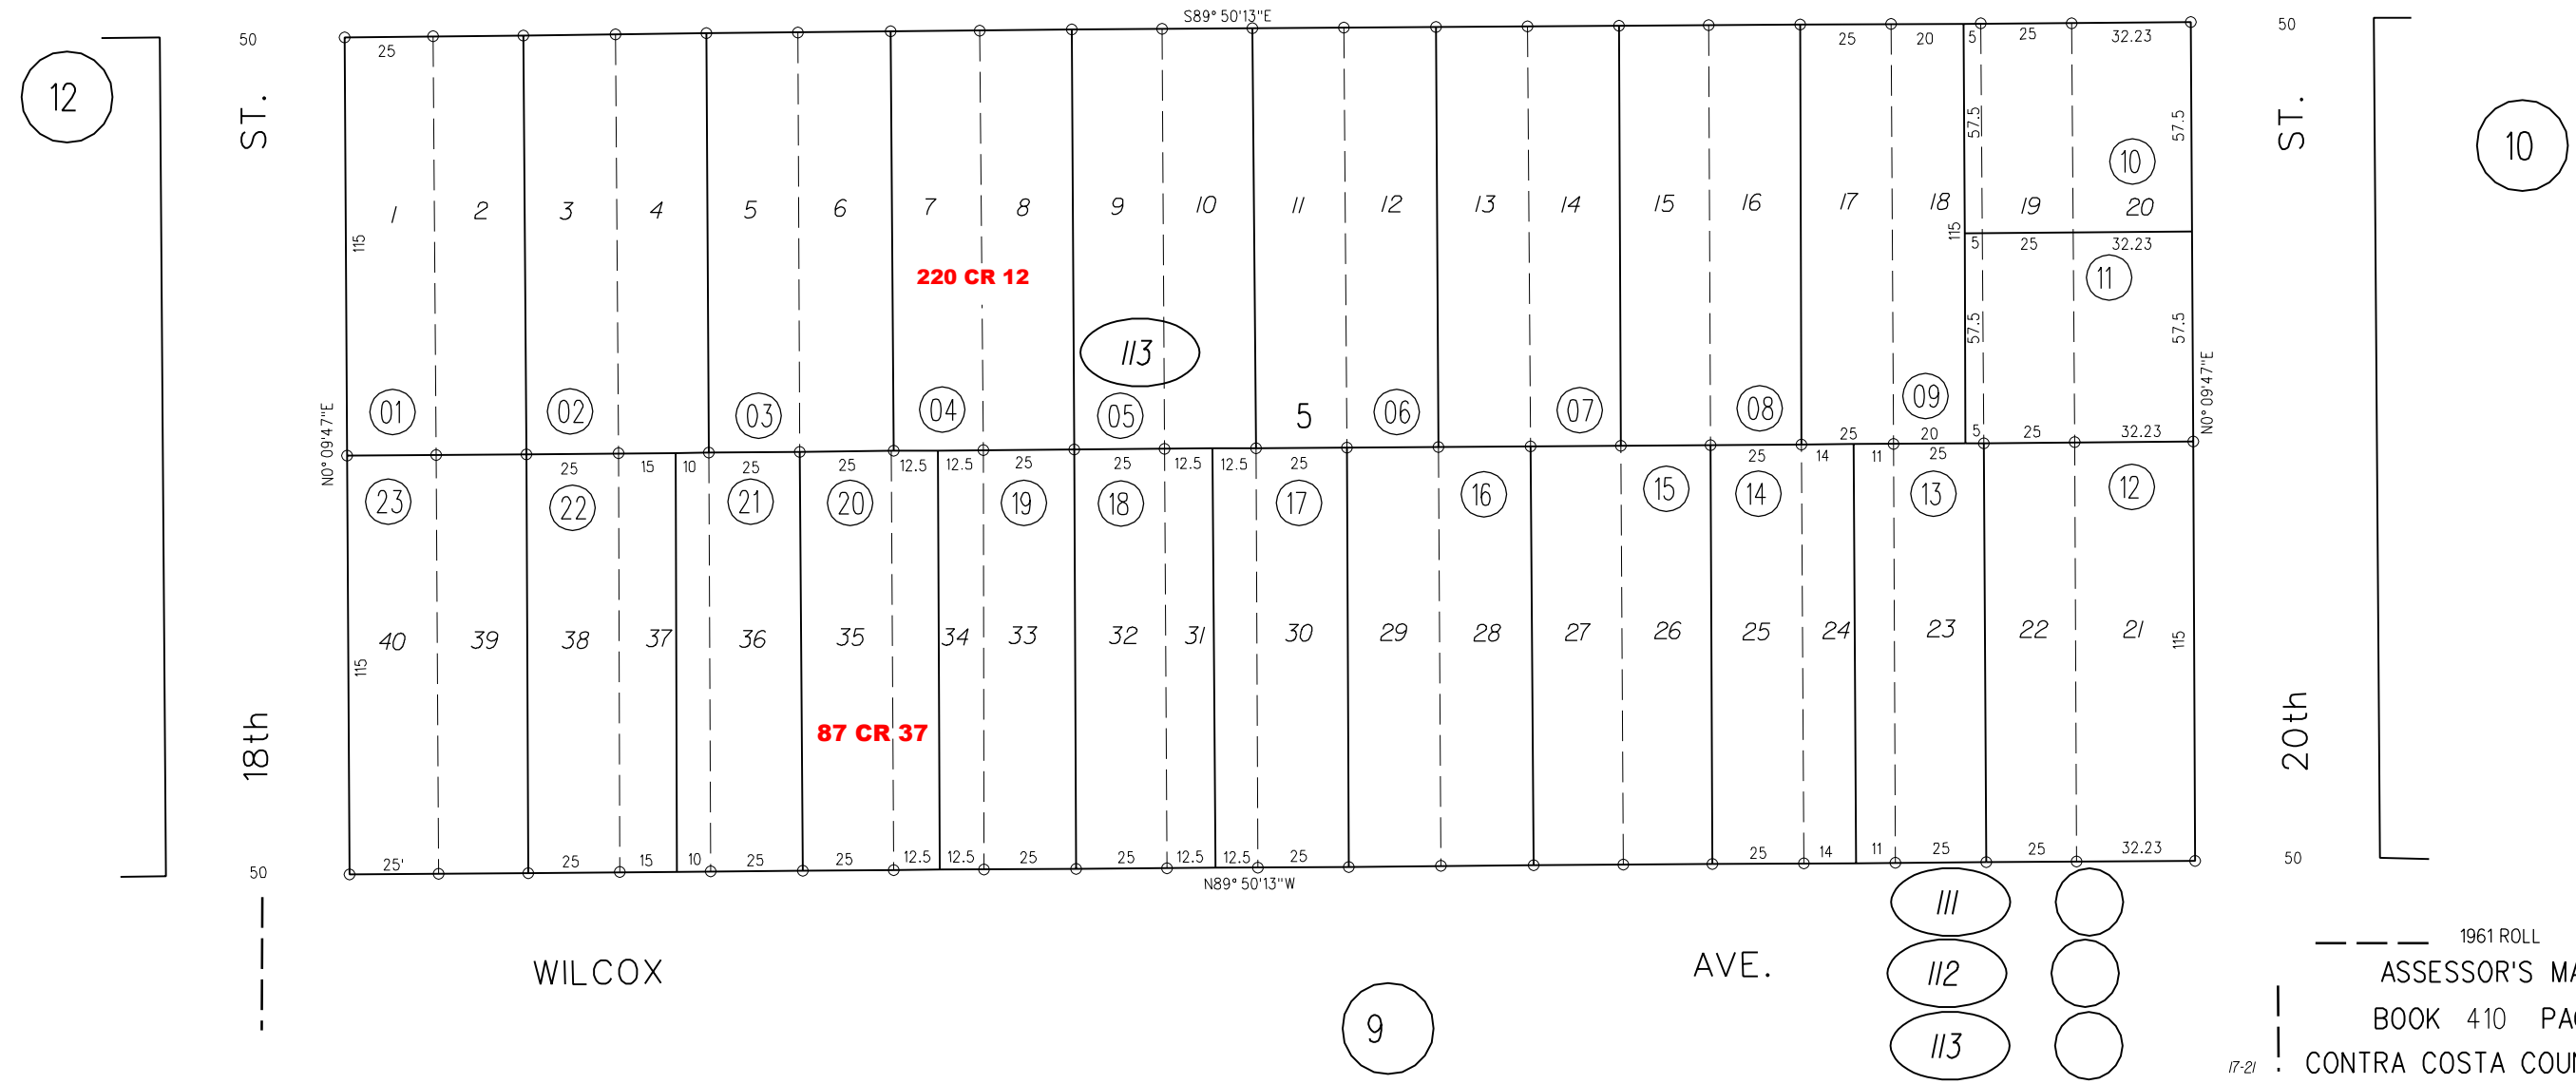 S89° 50'13"E
50 25 25 20 5 25 32.23 50
12 ST. ST. 10
57.5 57.5
10
1 2 3 4 5 6 7 8 9 10 11 12 13 14 15 16 17 18 19 20
115 115
5 25 32.23
220 CR 12
11
57.5 57.5
113
N0° 09'47"E N0° 09'47"E
01 02 03 04 05 5 06 07 08 09
25 20 5 25 32.23
25 15 10 25 25 12.5 12.5 25 25 12.5 12.5 25 25 14 11 25
23 22 21 20 19 18 17 16 15 14 13 12
40 39 38 37 36 35 34 33 32 31 30 29 28 27 26 25 24 23 22 21
115 115
18th 87 CR 37 20th
25' 25 15 10 25 25 12.5 12.5 25 25 12.5 12.5 25 25 14 11 25 25 32.23
50 N89° 50'13"W 50
111
1961 ROLL
WILCOX AVE. 112 ASSESSOR'S MA
9 113 BOOK 410 PAG
17-21 CONTRA COSTA COUN